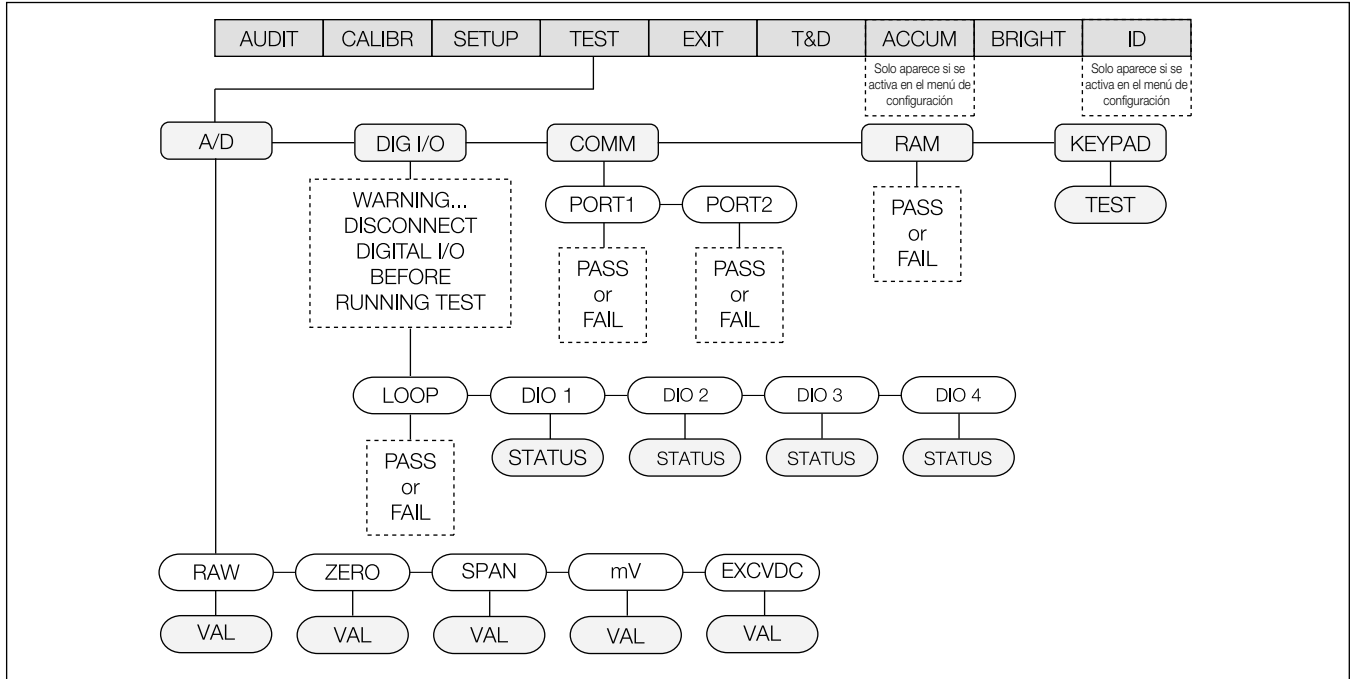 AUDIT CALIBR SETUP TEST EXIT T&D ACCUM BRIGHT ID
Solo aparece si se
activa en el menú de
configuración
Solo aparece si se
activa en el menú de
configuración
A/D DIG I/O COMM RAM KEYPAD
WARNING...
DISCONNECT
DIGITAL I/O
BEFORE
RUNNING TEST
PORT1 PORT2
PASS
or
FAIL
PASS
or
FAIL
PASS
or
FAIL
TEST
LOOP DIO 1 DIO 2 DIO 3 DIO 4
PASS
or
FAIL
STATUS STATUS STATUS STATUS
RAW ZERO SPAN mV EXCVDC
VAL VAL VAL VAL VAL